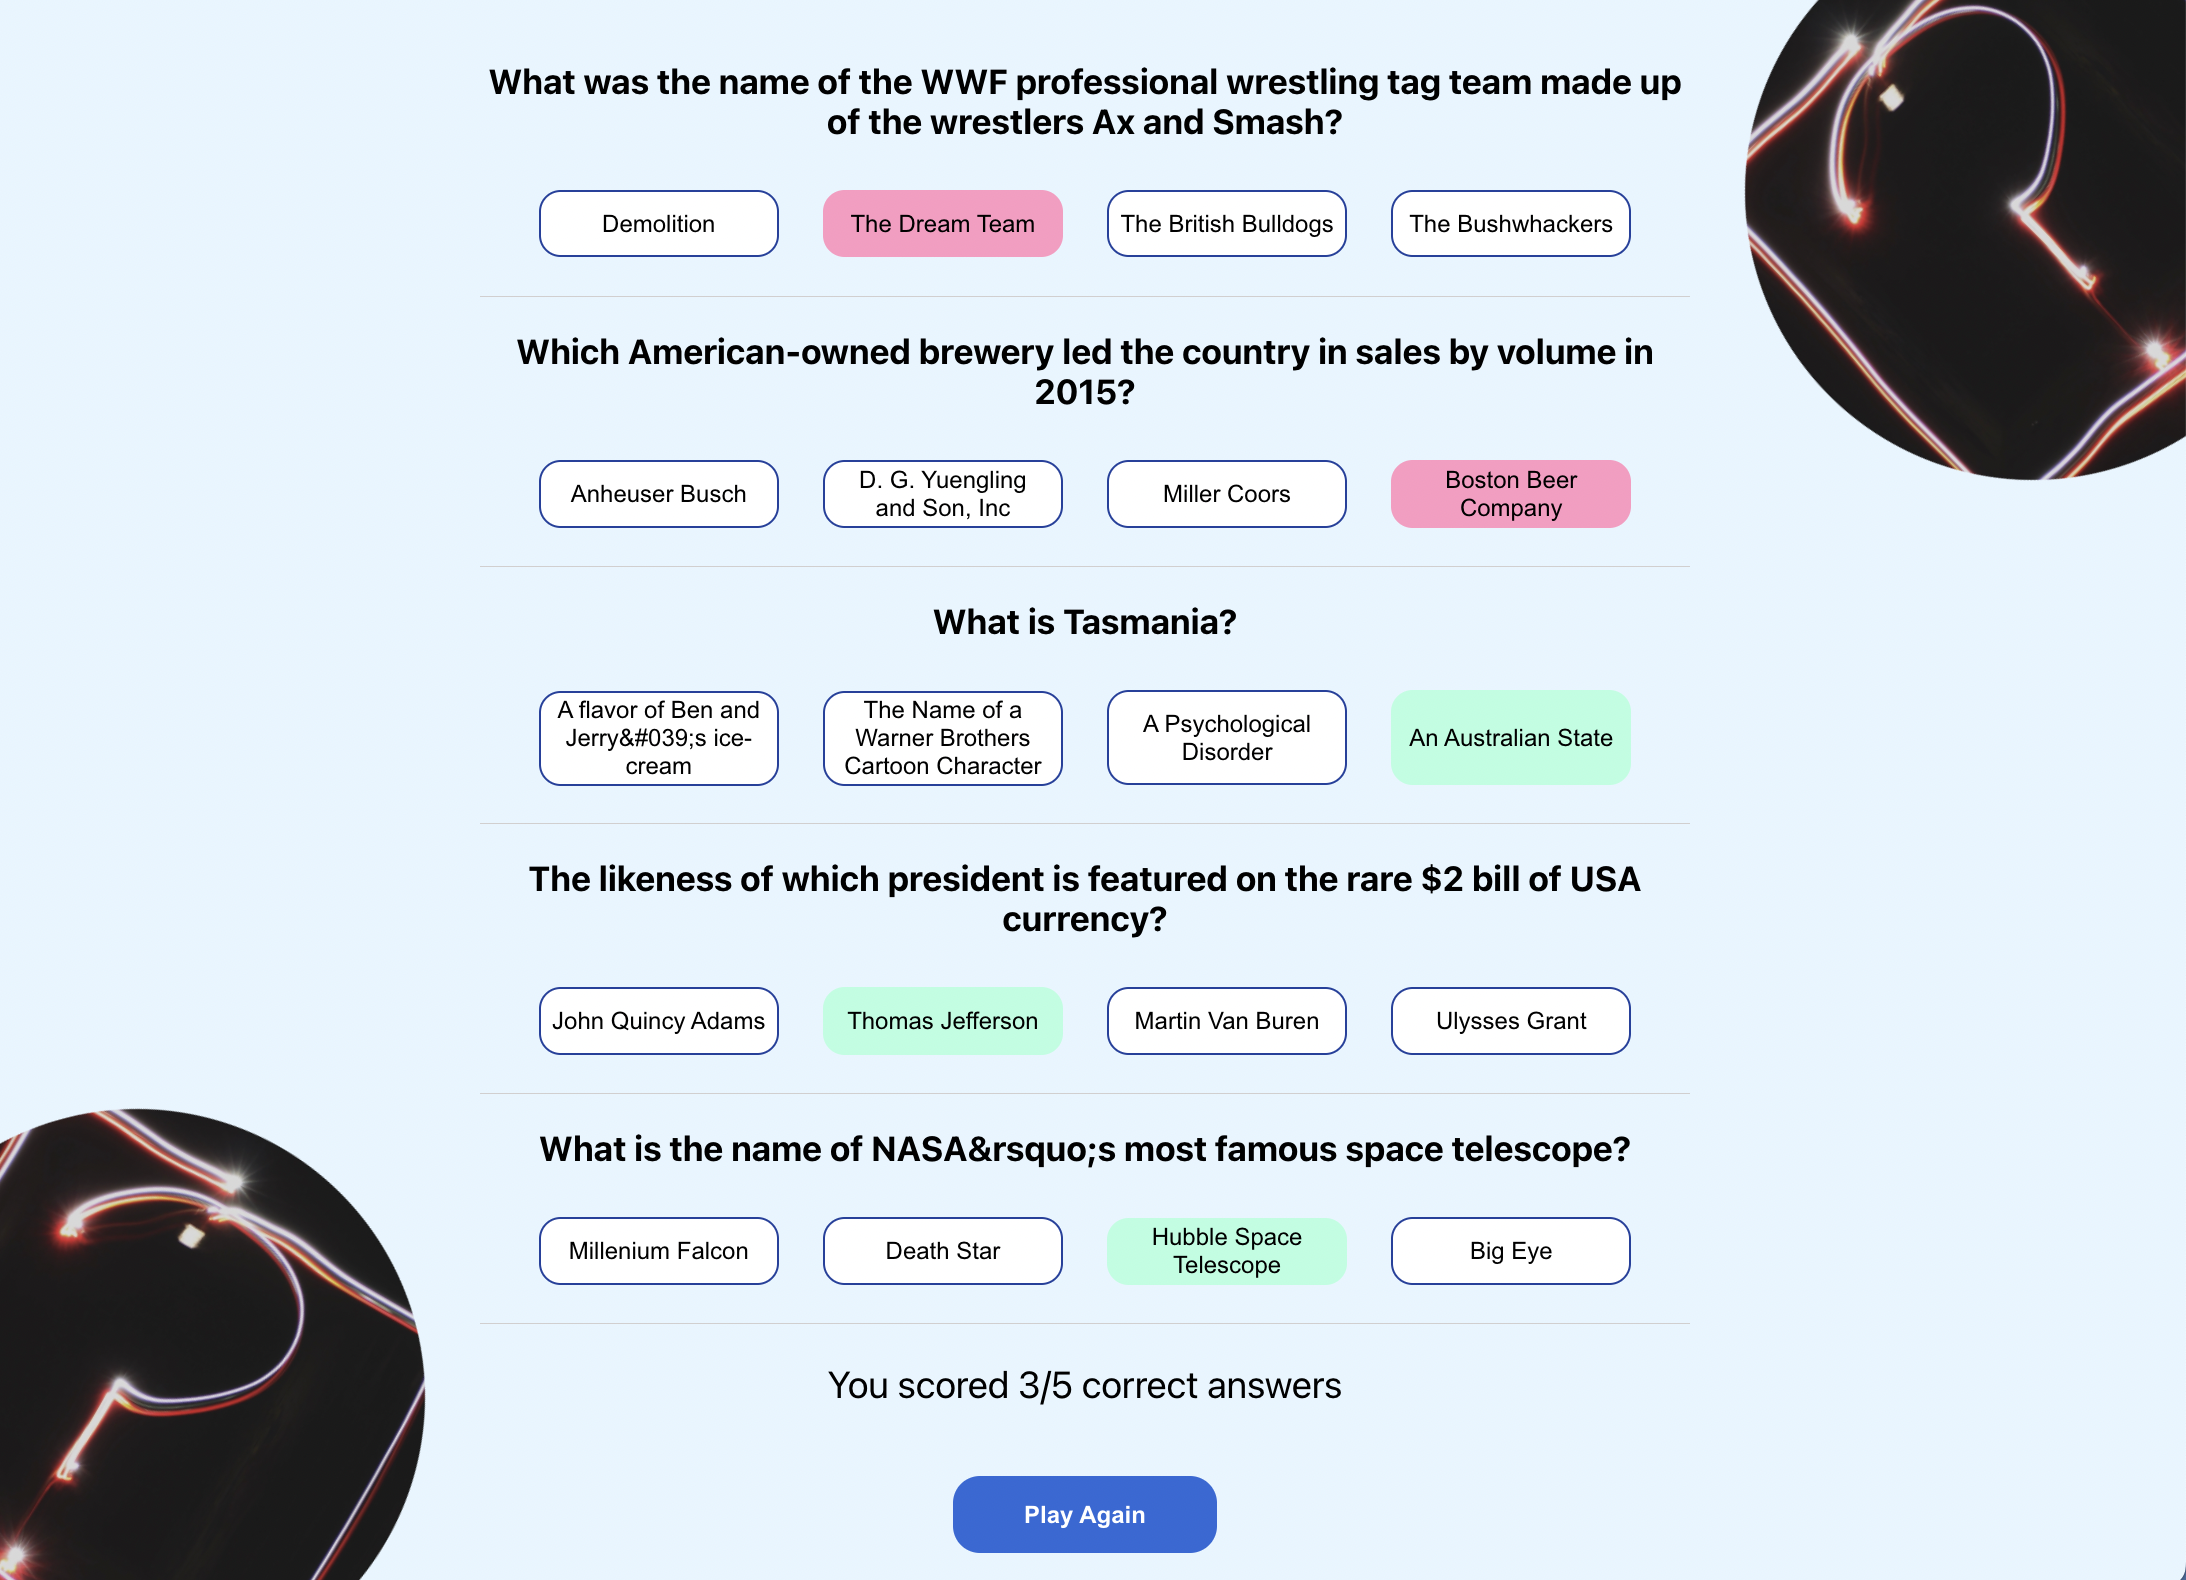 What was the name of the WWF professional wrestling tag team made up
of the wrestlers Ax and Smash?
Demolition
The Dream Team
The British Bulldogs
The Bushwhackers
Which American-owned brewery led the country in sales by volume in
2015?
Anheuser Busch
D. G. Yuengling
and Son, Inc
Miller Coors
Boston Beer
Company
What is Tasmania?
A flavor of Ben and
Jerry&#039;s ice-
cream
The Name of a
Warner Brothers
Cartoon Character
A Psychological
Disorder
An Australian State
The likeness of which president is featured on the rare $2 bill of USA
currency?
John Quincy Adams
Thomas Jefferson
Martin Van Buren
Ulysses Grant
What is the name of NASA&rsquo;s most famous space telescope?
Millenium Falcon
Death Star
Hubble Space
Telescope
Big Eye
You scored 3/5 correct answers
Play Again